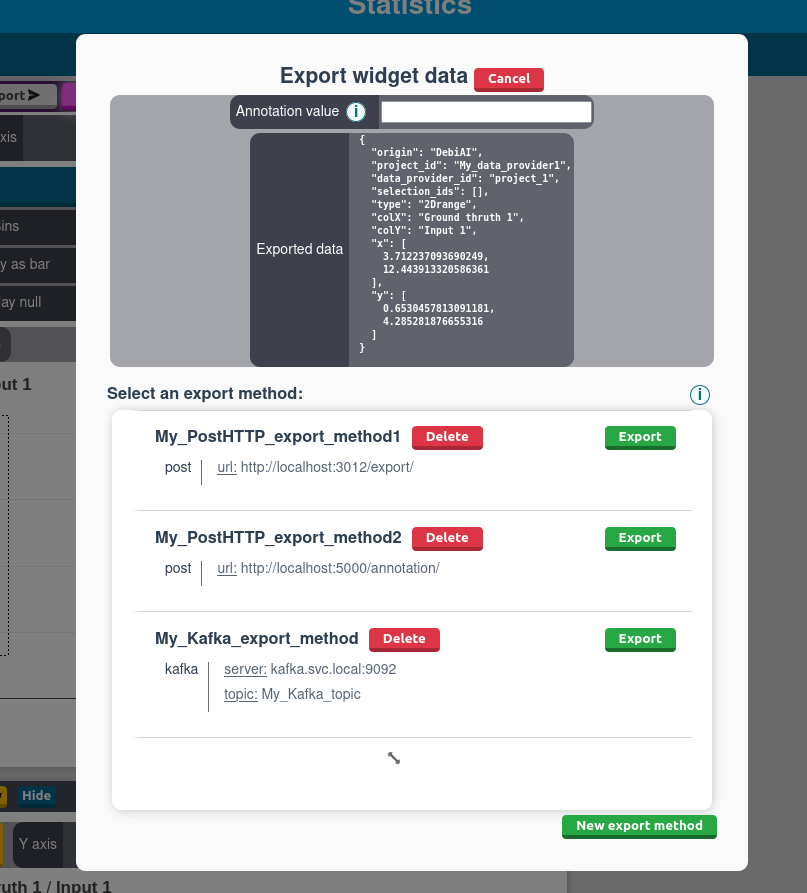 Statistics
port
Export widget data Cancel
Annotation value i
xis
{
"origin": "DebiAI",
"project_id": "My_data_provider1",
"data_provider_id": "project_1",
"selection_ids": [],
"type": "2Drange",
"colX": "Ground thruth 1",
"colY": "Input 1",
"x": [
3.712237093690249,
12.443913320586361
],
"y": [
0.6530457813091181,
4.285281876655316
]
}
Exported data
ins
y as bar
ay null
ut 1
Select an export method: i
My_PostHTTP_export_method1 Delete Export
post url: http://localhost:3012/export/
My_PostHTTP_export_method2 Delete Export
post url: http://localhost:5000/annotation/
My_Kafka_export_method Delete Export
kafka server: kafka.svc.local:9092
topic: My_Kafka_topic
Hide
New export method
Y axis
uth 1 / Input 1